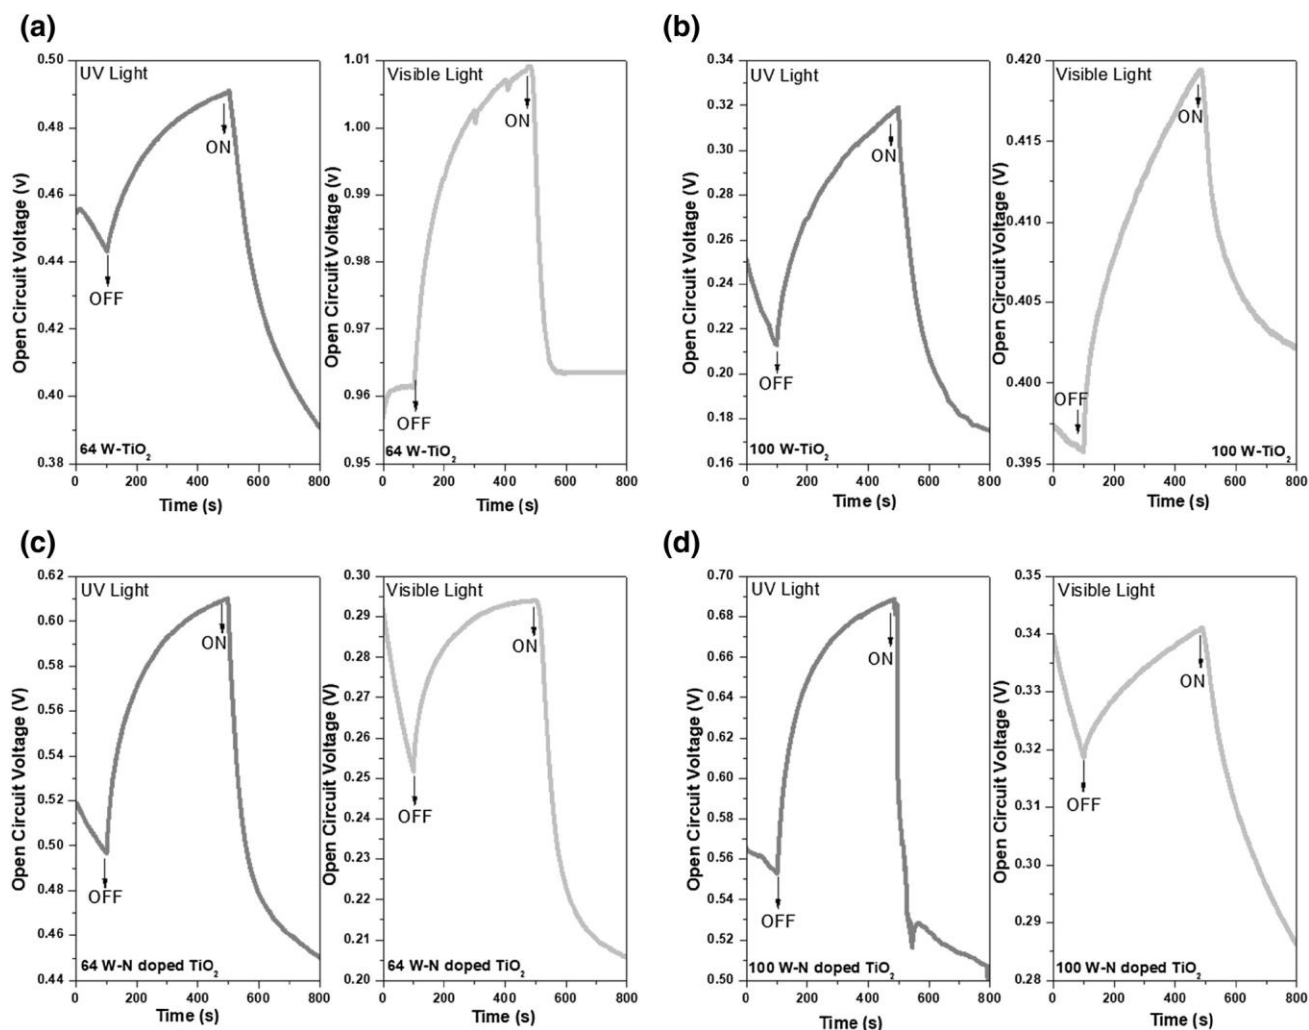 (a)
0.50
0.48
0.46
0.44
0.42
0.40
0.38
Open Circuit Voltage (v)
UV Light
ON
OFF
64 W-TiO2
0 200 400 600 800
Time (s)
1.01
1.00
0.99
0.98
0.97
0.96
0.95
Open Circuit Voltage (v)
Visible Light
ON
OFF
64 W-TiO2
0 200 400 600 800
Time (s)
(b)
0.34
0.32
0.30
0.28
0.26
0.24
0.22
0.20
0.18
0.16
Open Circuit Voltage (V)
UV Light
ON
OFF
100 W-TiO2
0 200 400 600 800
Time (s)
0.420
0.415
0.410
0.405
0.400
0.395
Open Circuit Voltage (V)
Visible Light
ON
OFF
100 W-TiO2
0 200 400 600 800
Time (s)
(c)
0.62
0.60
0.58
0.56
0.54
0.52
0.50
0.48
0.46
0.44
Open Circuit Voltage (V)
UV Light
ON
OFF
64 W-N doped TiO2
0 200 400 600 800
Time (s)
0.30
0.29
0.28
0.27
0.26
0.25
0.24
0.23
0.22
0.21
0.20
Open Circuit Voltage (V)
Visible Light
ON
OFF
64 W-N doped TiO2
0 200 400 600 800
Time (s)
(d)
0.70
0.68
0.66
0.64
0.62
0.60
0.58
0.56
0.54
0.52
0.50
Open Circuit Voltage (V)
UV Light
ON
OFF
100 W-N doped TiO2
0 200 400 600 800
Time (s)
0.35
0.34
0.33
0.32
0.31
0.30
0.29
0.28
Open Circuit Voltage (V)
Visible Light
ON
OFF
100 W-N doped TiO2
0 200 400 600 800
Time (s)